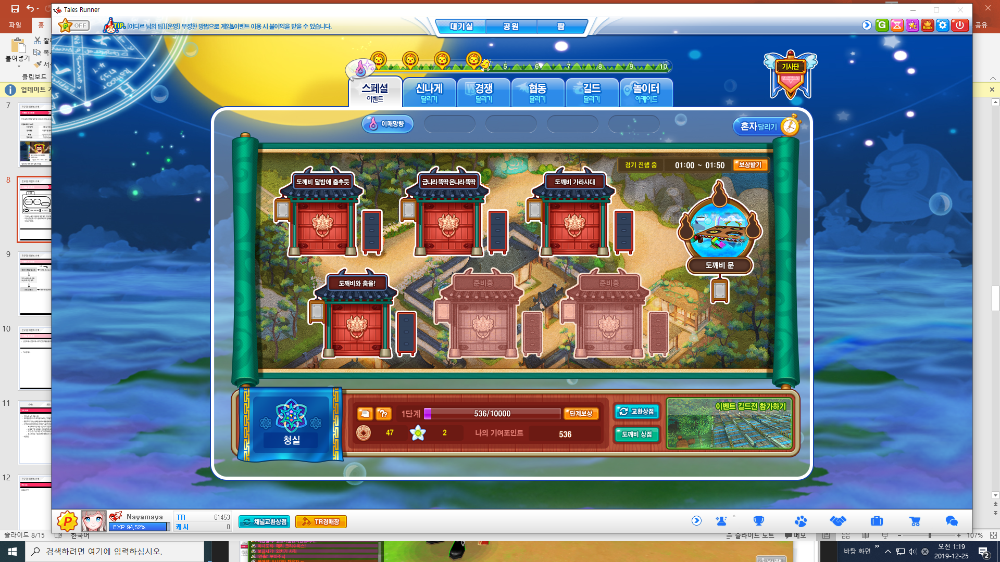 Tales Runner
파일
홈
공유
붙여넣기
클립보드
OFF
TIP
[어디르 님의 팁][운영] 부정한 방법으로 게임&이벤트 이용 시 불이익을 받을 수 있습니다.
대기실
공원
팜
G
E
Book
5 6 7 8 9 10
기사단
스페셜
이벤트
신나게
달리기
경쟁
달리기
협동
달리기
길드
달리기
놀이터
아케이드
이매망량
혼자달리기
경기 진행 중
01:00 ~ 01:50
보상받기
도깨비 달밤에 춤추듯
금나라 뚝딱 은나라 뚝딱
도깨비 가라사대
도깨비 문
도깨비와 춤을!
준비중
준비중
청실
1단계
536/10000
단계보상
47
2
나의 기여포인트
536
교환상점
도깨비 상점
이벤트 길드전 참가하기
7
8
9
10
11
12
P
Nayamaya
EXP 94,52%
TR 61453
캐시 0
채널교환상점
TR경매장
슬라이드 8/15
한국어
슬라이드 노트
메모
107%
검색하려면 여기에 입력하십시오.
바탕 화면
오전 1:19
2019-12-25
2